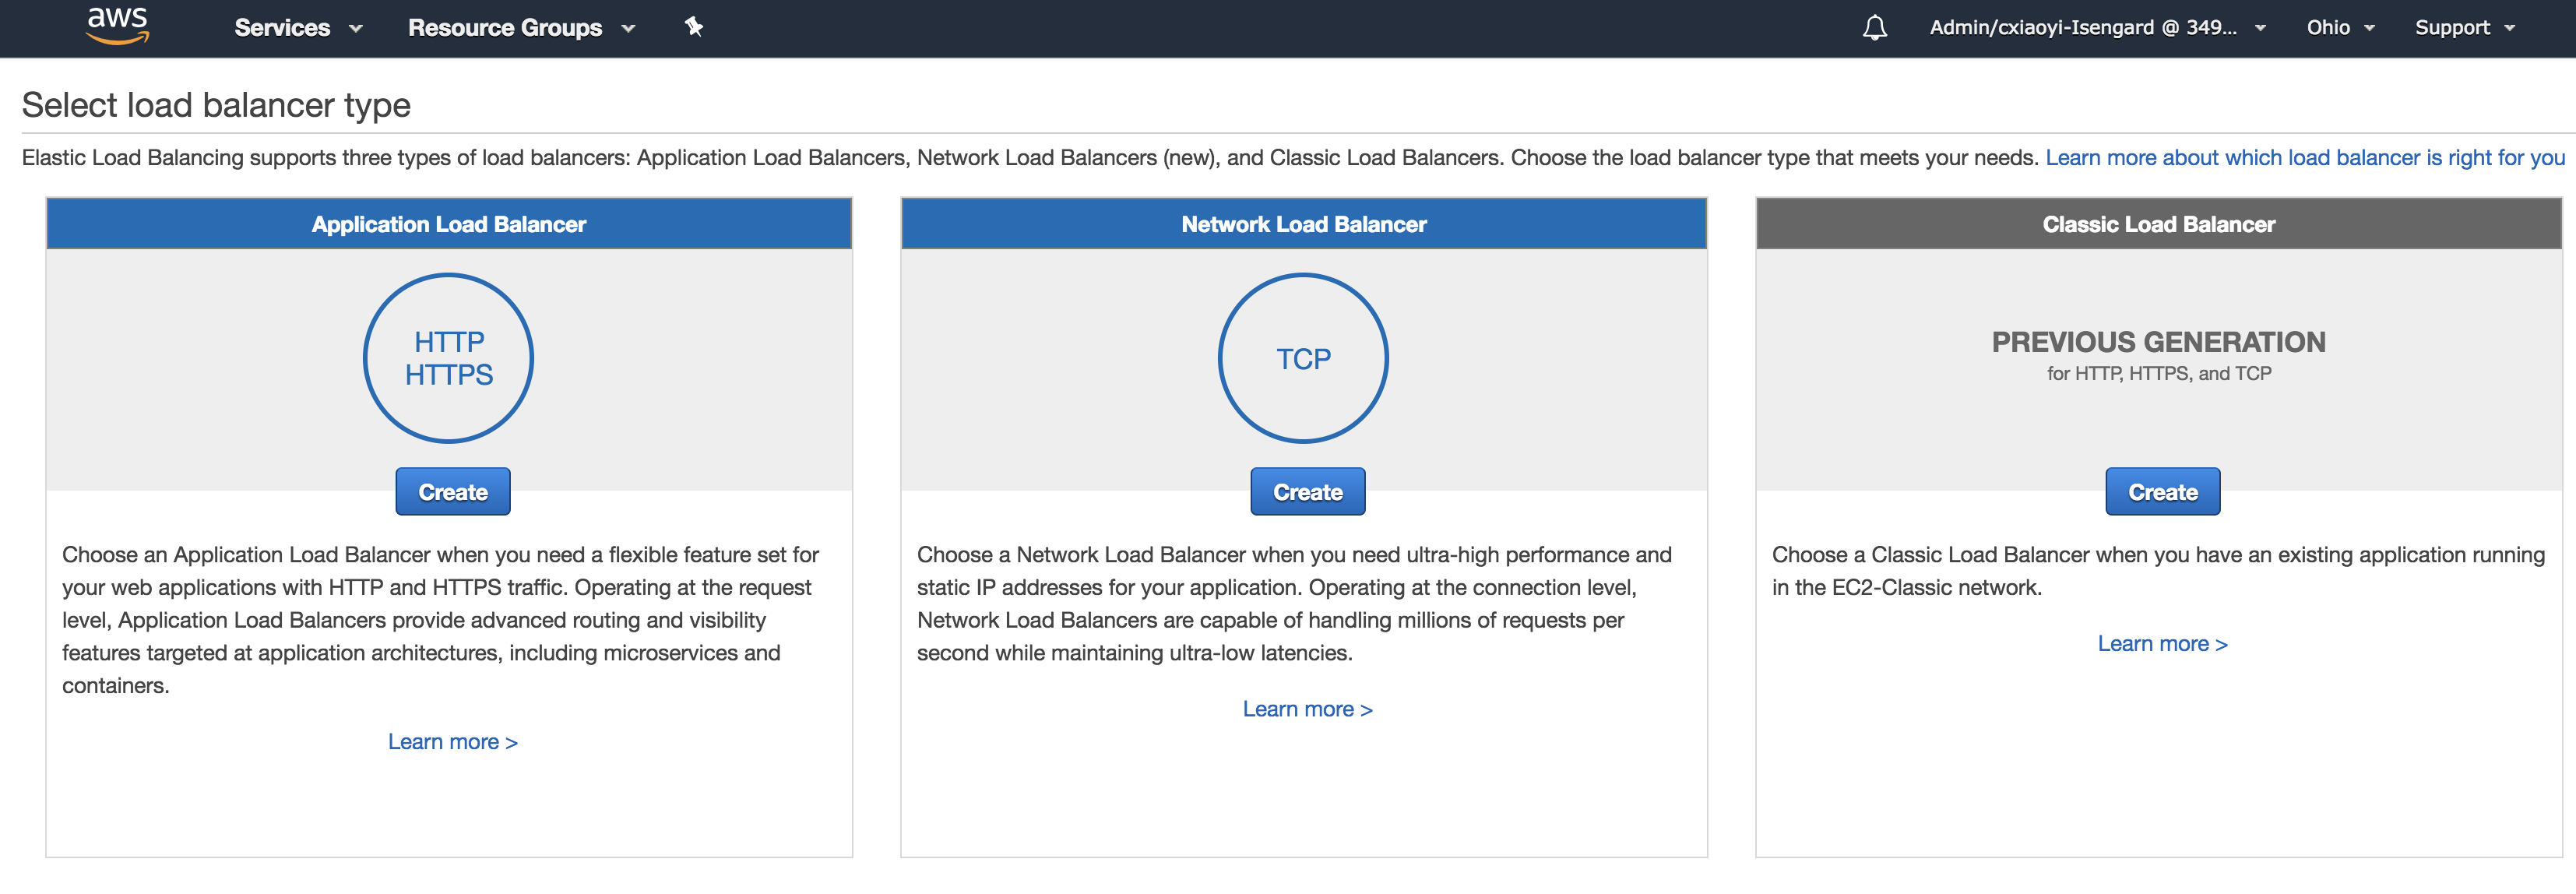 aws Services Resource Groups Admin/cxiaoyi-Isengard @ 349... Ohio Support
Select load balancer type
Elastic Load Balancing supports three types of load balancers: Application Load Balancers, Network Load Balancers (new), and Classic Load Balancers. Choose the load balancer type that meets your needs. Learn more about which load balancer is right for you
Application Load Balancer
HTTP
HTTPS
Create
Choose an Application Load Balancer when you need a flexible feature set for
your web applications with HTTP and HTTPS traffic. Operating at the request
level, Application Load Balancers provide advanced routing and visibility
features targeted at application architectures, including microservices and
containers.
Learn more >
Network Load Balancer
TCP
Create
Choose a Network Load Balancer when you need ultra-high performance and
static IP addresses for your application. Operating at the connection level,
Network Load Balancers are capable of handling millions of requests per
second while maintaining ultra-low latencies.
Learn more >
Classic Load Balancer
PREVIOUS GENERATION
for HTTP, HTTPS, and TCP
Create
Choose a Classic Load Balancer when you have an existing application running
in the EC2-Classic network.
Learn more >